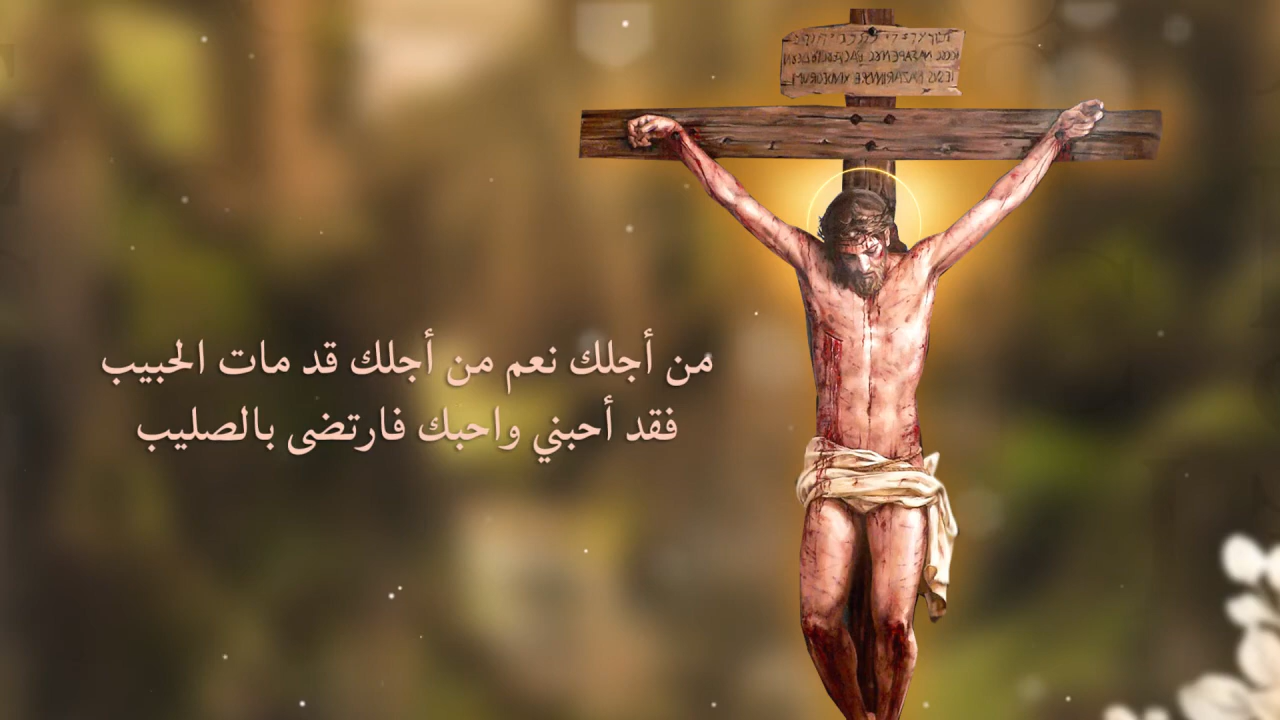 من أجلك نعم من أجلك قد مات الحبيب
فقد أحبني واحبك فارتضى بالصليب